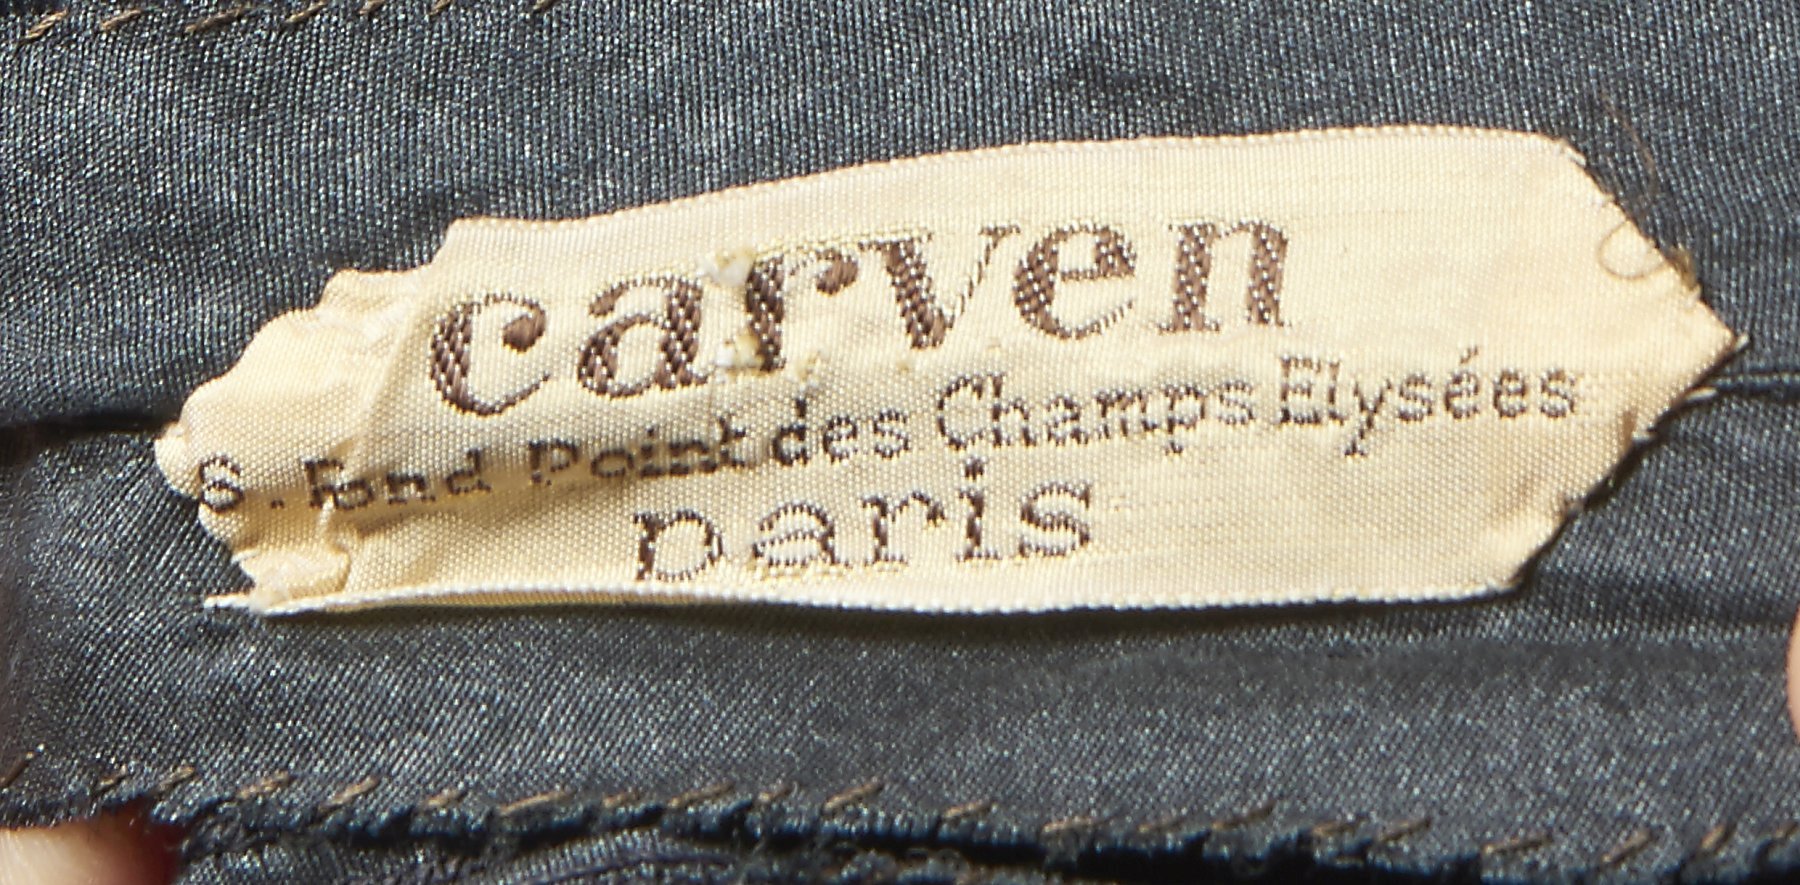 carven
6. Rond Point des Champs Elysées
paris